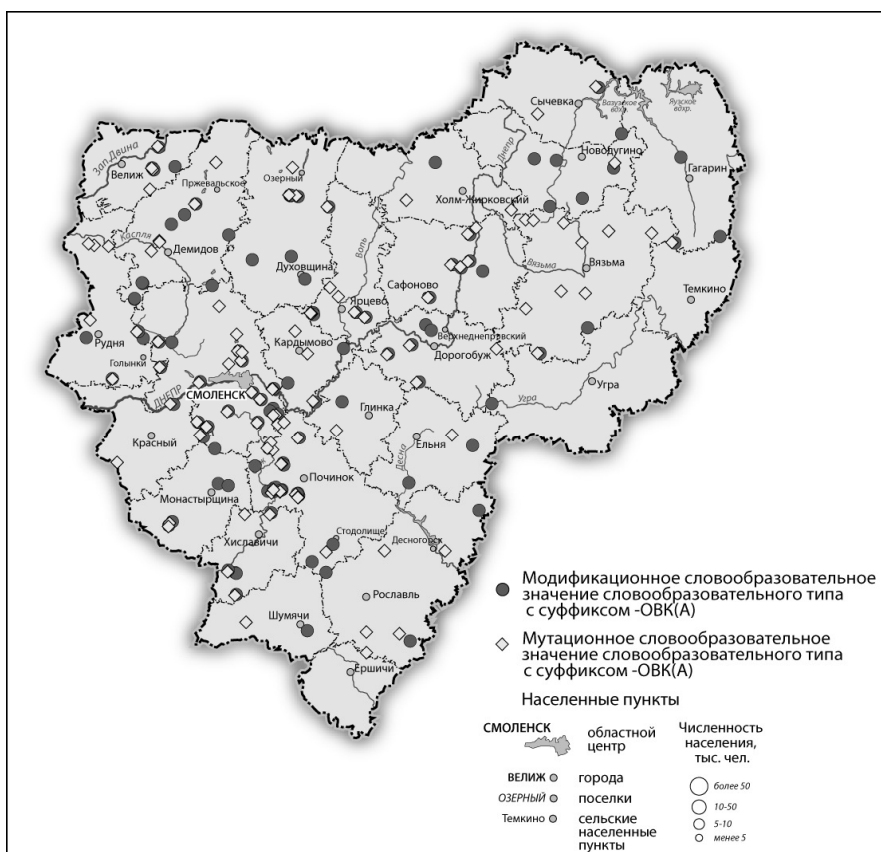 Сычевка
Вазузское
вдхр.
Яузское
вдхр.
Зап.Двина
Велиж
Пржевальское
Озерный
Днепр
Новодугино
Гагарин
Холм-Жирковский
Каспля
Демидов
Вопь
Духовщина
Сафоново
Вязьма
Вязьма
Темкино
Ярцево
Рудня
Голынки
Кардымово
Верхнеднепровский
Дорогобуж
Угра
Угра
ДНЕПР
СМОЛЕНСК
Глинка
Красный
Ельня
Десна
Починок
Монастырщина
Хиславичи
Стодолище
Десногорск
Рославль
Шумячи
Ершичи
Модификационное словообразовательное
значение словообразовательного типа
с суффиксом -ОВК(А)
Мутационное словообразовательное
значение словообразовательного типа
с суффиксом -ОВК(А)
Населенные пункты
СМОЛЕНСК областной
центр
ВЕЛИЖ города
ОЗЕРНЫЙ поселки
Темкино сельские
населенные
пункты
Численность
населения,
тыс. чел.
более 50
10-50
5-10
менее 5